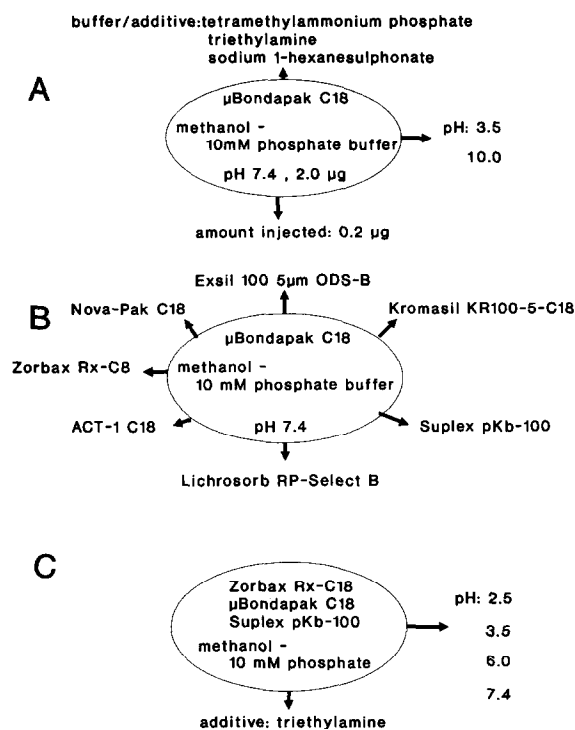 buffer/additive:tetramethylammonium phosphate
triethylamine
sodium 1-hexanesulphonate
A
µBondapak C18
methanol -
10mM phosphate buffer
pH 7.4 , 2.0 µg
pH: 3.5
10.0
amount injected: 0.2 µg
Exsil 100 5µm ODS-B
B
Nova-Pak C18
Kromasil KR100-5-C18
µBondapak C18
Zorbax Rx-C8
methanol -
10 mM phosphate buffer
ACT-1 C18
pH 7.4
Suplex pKb-100
Lichrosorb RP-Select B
C
Zorbax Rx-C18
µBondapak C18
Suplex pKb-100
methanol -
10 mM phosphate
pH: 2.5
3.5
6.0
7.4
additive: triethylamine